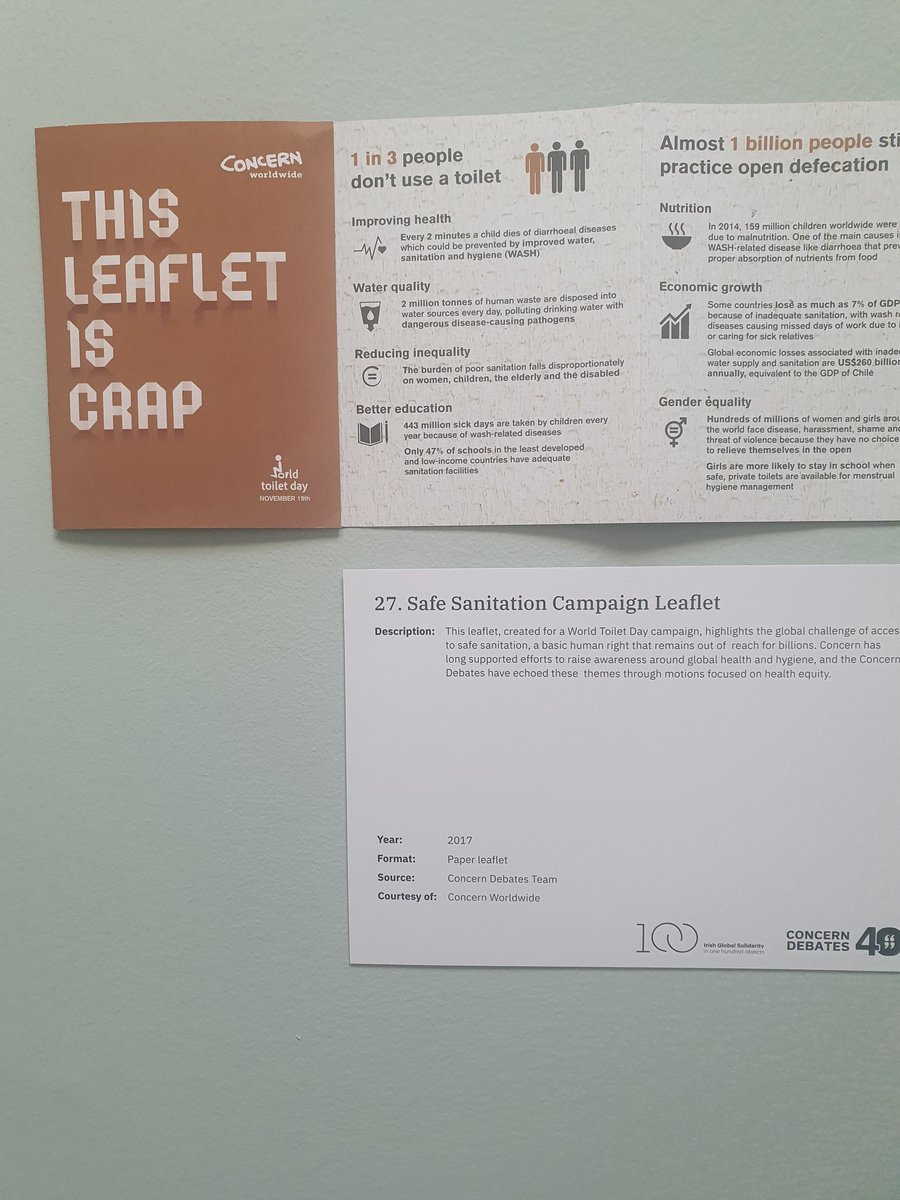 CONCERN
worldwide
THIS
LEAFLET
IS
CRAP
World
toilet day
NOVEMBER 19th
1 in 3 people
don't use a toilet
Improving health
Every 2 minutes a child dies of diarrhoeal diseases
which could be prevented by improved water,
sanitation and hygiene (WASH)
Water quality
2 million tonnes of human waste are disposed into
water sources every day, polluting drinking water with
dangerous disease-causing pathogens
Reducing inequality
The burden of poor sanitation falls disproportionately
on women, children, the elderly and the disabled
Better education
443 million sick days are taken by children every
year because of wash-related diseases
Only 47% of schools in the least developed
and low-income countries have adequate
sanitation facilities
Almost 1 billion people sti
practice open defecation
Nutrition
In 2014, 159 million children worldwide were
due to malnutrition. One of the main causes i
WASH-related disease like diarrhoea that prev
proper absorption of nutrients from food
Economic growth
Some countries lose as much as 7% of GDP
because of inadequate sanitation, with wash re
diseases causing missed days of work due to i
or caring for sick relatives
Global economic losses associated with inade
water supply and sanitation are US$260 billion
annually, equivalent to the GDP of Chile
Gender equality
Hundreds of millions of women and girls arou
the world face disease, harassment, shame and
threat of violence because they have no choice
to relieve themselves in the open
Girls are more likely to stay in school when
safe, private toilets are available for menstrual
hygiene management
27. Safe Sanitation Campaign Leaflet
Description: This leaflet, created for a World Toilet Day campaign, highlights the global challenge of acces
to safe sanitation, a basic human right that remains out of reach for billions. Concern has
long supported efforts to raise awareness around global health and hygiene, and the Concern
Debates have echoed these themes through motions focused on health equity.
Year: 2017
Format: Paper leaflet
Source: Concern Debates Team
Courtesy of: Concern Worldwide
100 Irish Global Solidarity
in one hundred objects
CONCERN
DEBATES 40